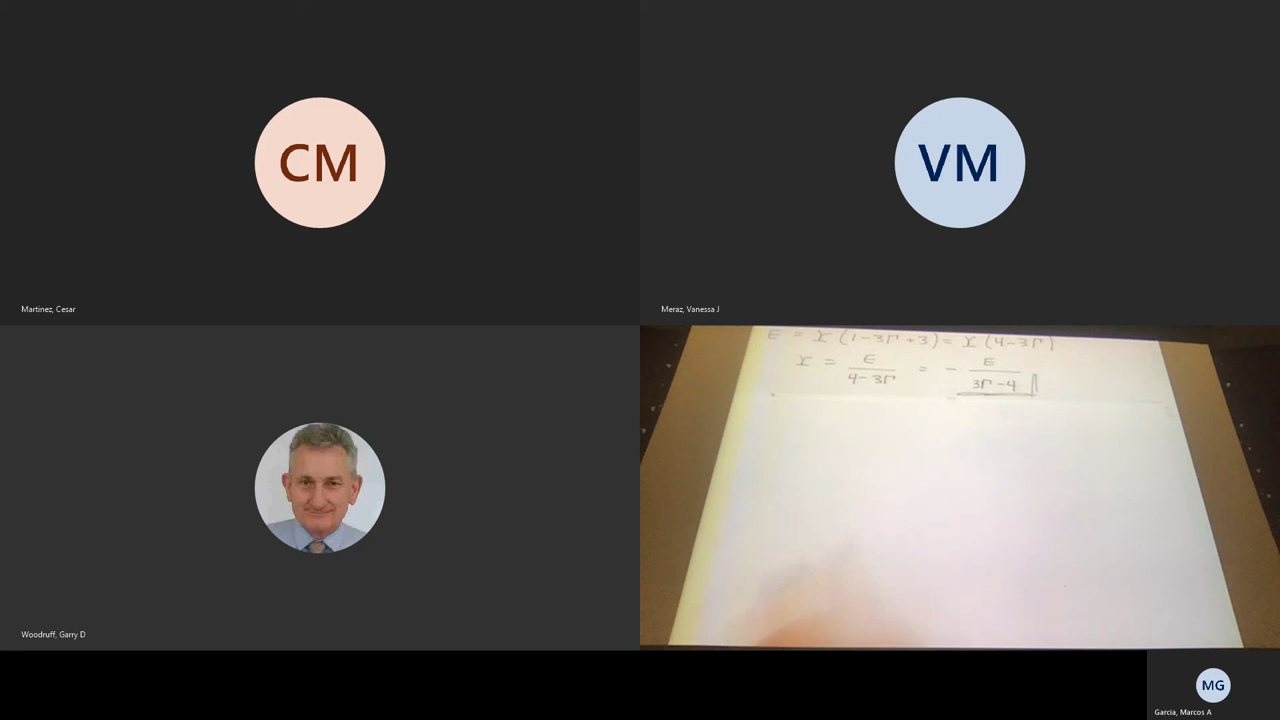 CM
VM
Martinez, Cesar
Meraz, Vanessa J
E = X (1-3Γ+3) = X (4-3Γ)
X = E / 4-3Γ = - E / 3Γ-4
Woodruff, Garry D
MG
Garcia, Marcos A